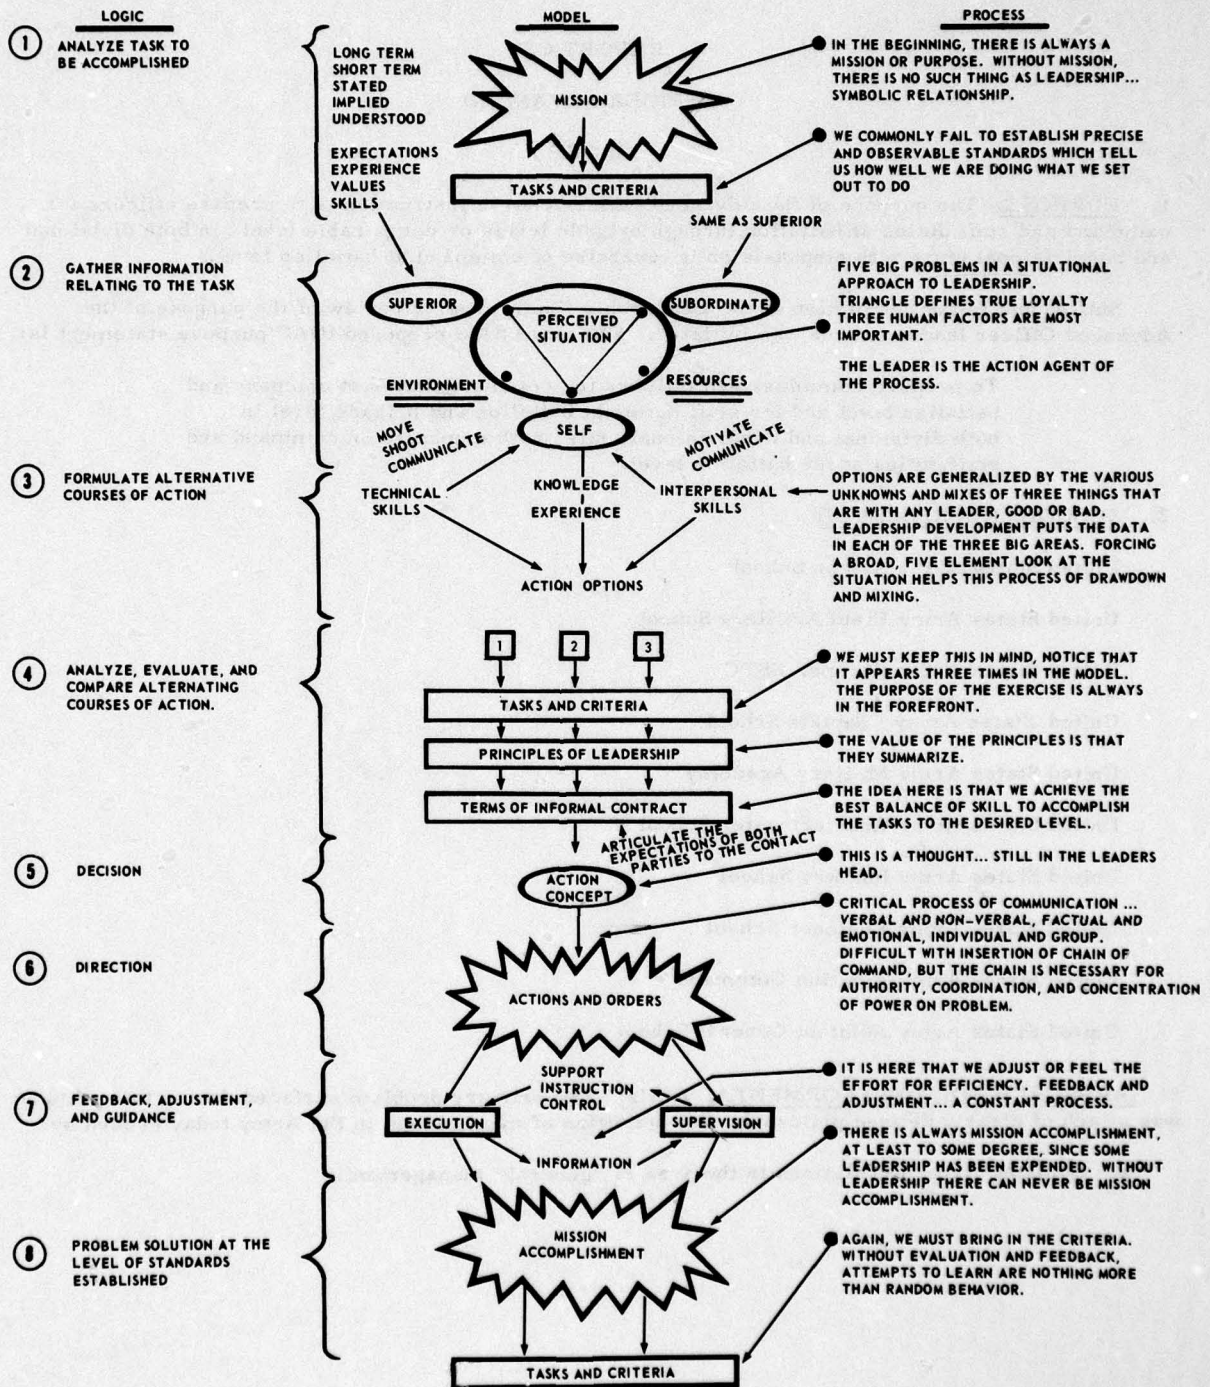 LOGIC
MODEL
PROCESS
1
ANALYZE TASK TO
BE ACCOMPLISHED
LONG TERM
SHORT TERM
STATED
IMPLIED
UNDERSTOOD
EXPECTATIONS
EXPERIENCE
VALUES
SKILLS
MISSION
TASKS AND CRITERIA
IN THE BEGINNING, THERE IS ALWAYS A
MISSION OR PURPOSE. WITHOUT MISSION,
THERE IS NO SUCH THING AS LEADERSHIP...
SYMBOLIC RELATIONSHIP.
WE COMMONLY FAIL TO ESTABLISH PRECISE
AND OBSERVABLE STANDARDS WHICH TELL
US HOW WELL WE ARE DOING WHAT WE SET
OUT TO DO
SAME AS SUPERIOR
2
GATHER INFORMATION
RELATING TO THE TASK
SUPERIOR
PERCEIVED
SITUATION
SUBORDINATE
ENVIRONMENT
RESOURCES
SELF
MOVE
SHOOT
COMMUNICATE
MOTIVATE
COMMUNICATE
FIVE BIG PROBLEMS IN A SITUATIONAL
APPROACH TO LEADERSHIP.
TRIANGLE DEFINES TRUE LOYALTY
THREE HUMAN FACTORS ARE MOST
IMPORTANT.
THE LEADER IS THE ACTION AGENT OF
THE PROCESS.
3
FORMULATE ALTERNATIVE
COURSES OF ACTION
TECHNICAL
SKILLS
KNOWLEDGE
EXPERIENCE
INTERPERSONAL
SKILLS
ACTION OPTIONS
OPTIONS ARE GENERALIZED BY THE VARIOUS
UNKNOWNS AND MIXES OF THREE THINGS THAT
ARE WITH ANY LEADER, GOOD OR BAD.
LEADERSHIP DEVELOPMENT PUTS THE DATA
IN EACH OF THE THREE BIG AREAS. FORCING
A BROAD, FIVE ELEMENT LOOK AT THE
SITUATION HELPS THIS PROCESS OF DRAWDOWN
AND MIXING.
4
ANALYZE, EVALUATE, AND
COMPARE ALTERNATING
COURSES OF ACTION.
1 2 3
TASKS AND CRITERIA
PRINCIPLES OF LEADERSHIP
TERMS OF INFORMAL CONTRACT
ARTICULATE THE
EXPECTATIONS OF BOTH
PARTIES TO THE CONTACT
WE MUST KEEP THIS IN MIND, NOTICE THAT
IT APPEARS THREE TIMES IN THE MODEL.
THE PURPOSE OF THE EXERCISE IS ALWAYS
IN THE FOREFRONT.
THE VALUE OF THE PRINCIPLES IS THAT
THEY SUMMARIZE.
THE IDEA HERE IS THAT WE ACHIEVE THE
BEST BALANCE OF SKILL TO ACCOMPLISH
THE TASKS TO THE DESIRED LEVEL.
5
DECISION
ACTION
CONCEPT
THIS IS A THOUGHT... STILL IN THE LEADERS
HEAD.
6
DIRECTION
ACTIONS AND ORDERS
CRITICAL PROCESS OF COMMUNICATION ...
VERBAL AND NON-VERBAL, FACTUAL AND
EMOTIONAL, INDIVIDUAL AND GROUP.
DIFFICULT WITH INSERTION OF CHAIN OF
COMMAND, BUT THE CHAIN IS NECESSARY FOR
AUTHORITY, COORDINATION, AND CONCENTRATION
OF POWER ON PROBLEM.
7
FEEDBACK, ADJUSTMENT,
AND GUIDANCE
SUPPORT
INSTRUCTION
CONTROL
EXECUTION
SUPERVISION
INFORMATION
IT IS HERE THAT WE ADJUST OR FEEL THE
EFFORT FOR EFFICIENCY. FEEDBACK AND
ADJUSTMENT... A CONSTANT PROCESS.
THERE IS ALWAYS MISSION ACCOMPLISHMENT,
AT LEAST TO SOME DEGREE, SINCE SOME
LEADERSHIP HAS BEEN EXPENDED. WITHOUT
LEADERSHIP THERE CAN NEVER BE MISSION
ACCOMPLISHMENT.
8
PROBLEM SOLUTION AT THE
LEVEL OF STANDARDS
ESTABLISHED
MISSION
ACCOMPLISHMENT
TASKS AND CRITERIA
AGAIN, WE MUST BRING IN THE CRITERIA.
WITHOUT EVALUATION AND FEEDBACK,
ATTEMPTS TO LEARN ARE NOTHING MORE
THAN RANDOM BEHAVIOR.